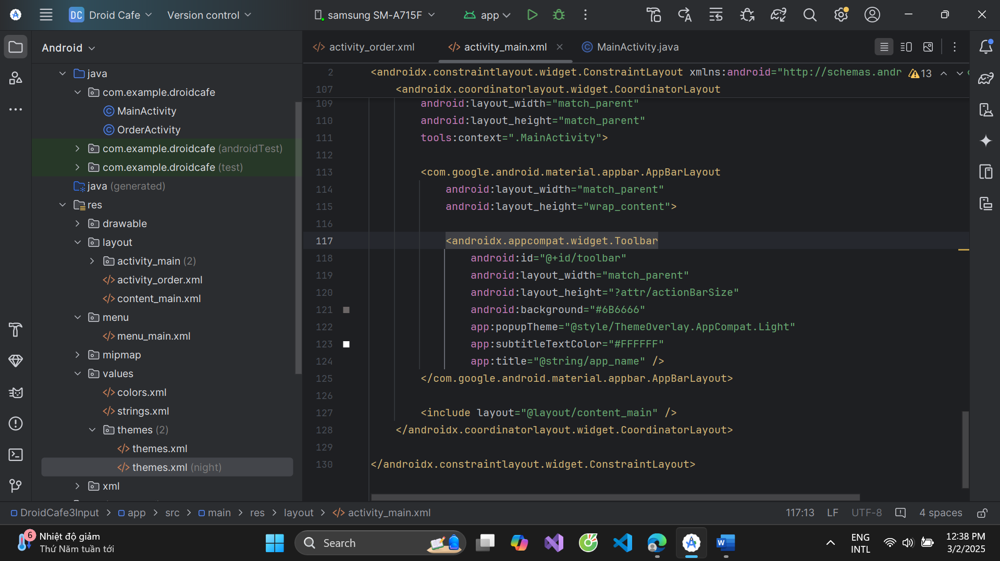 DC Droid Cafe Version control samsung SM-A715F app
Android
java
com.example.droidcafe
MainActivity
OrderActivity
com.example.droidcafe (androidTest)
com.example.droidcafe (test)
java (generated)
res
drawable
layout
activity_main (2)
activity_order.xml
content_main.xml
menu
menu_main.xml
mipmap
values
colors.xml
strings.xml
themes (2)
themes.xml
themes.xml (night)
xml
activity_order.xml activity_main.xml MainActivity.java
2 <androidx.constraintlayout.widget.ConstraintLayout xmlns:android="http://schemas.andr 13
107 <androidx.coordinatorlayout.widget.CoordinatorLayout
109 android:layout_width="match_parent"
110 android:layout_height="match_parent"
111 tools:context=".MainActivity">
112
113 <com.google.android.material.appbar.AppBarLayout
114 android:layout_width="match_parent"
115 android:layout_height="wrap_content">
116
117 <androidx.appcompat.widget.Toolbar
118 android:id="@+id/toolbar"
119 android:layout_width="match_parent"
120 android:layout_height="?attr/actionBarSize"
121 android:background="#6B6666"
122 app:popupTheme="@style/ThemeOverlay.AppCompat.Light"
123 app:subtitleTextColor="#FFFFFF"
124 app:title="@string/app_name" />
125 </com.google.android.material.appbar.AppBarLayout>
126
127 <include layout="@layout/content_main" />
128 </androidx.coordinatorlayout.widget.CoordinatorLayout>
129
130 </androidx.constraintlayout.widget.ConstraintLayout>
DroidCafe3Input > app > src > main > res > layout > activity_main.xml 117:13 LF UTF-8 4 spaces
6 Nhiệt độ giảm
Thứ Năm tuần tới
Search
ENG
INTL
12:38 PM
3/2/2025